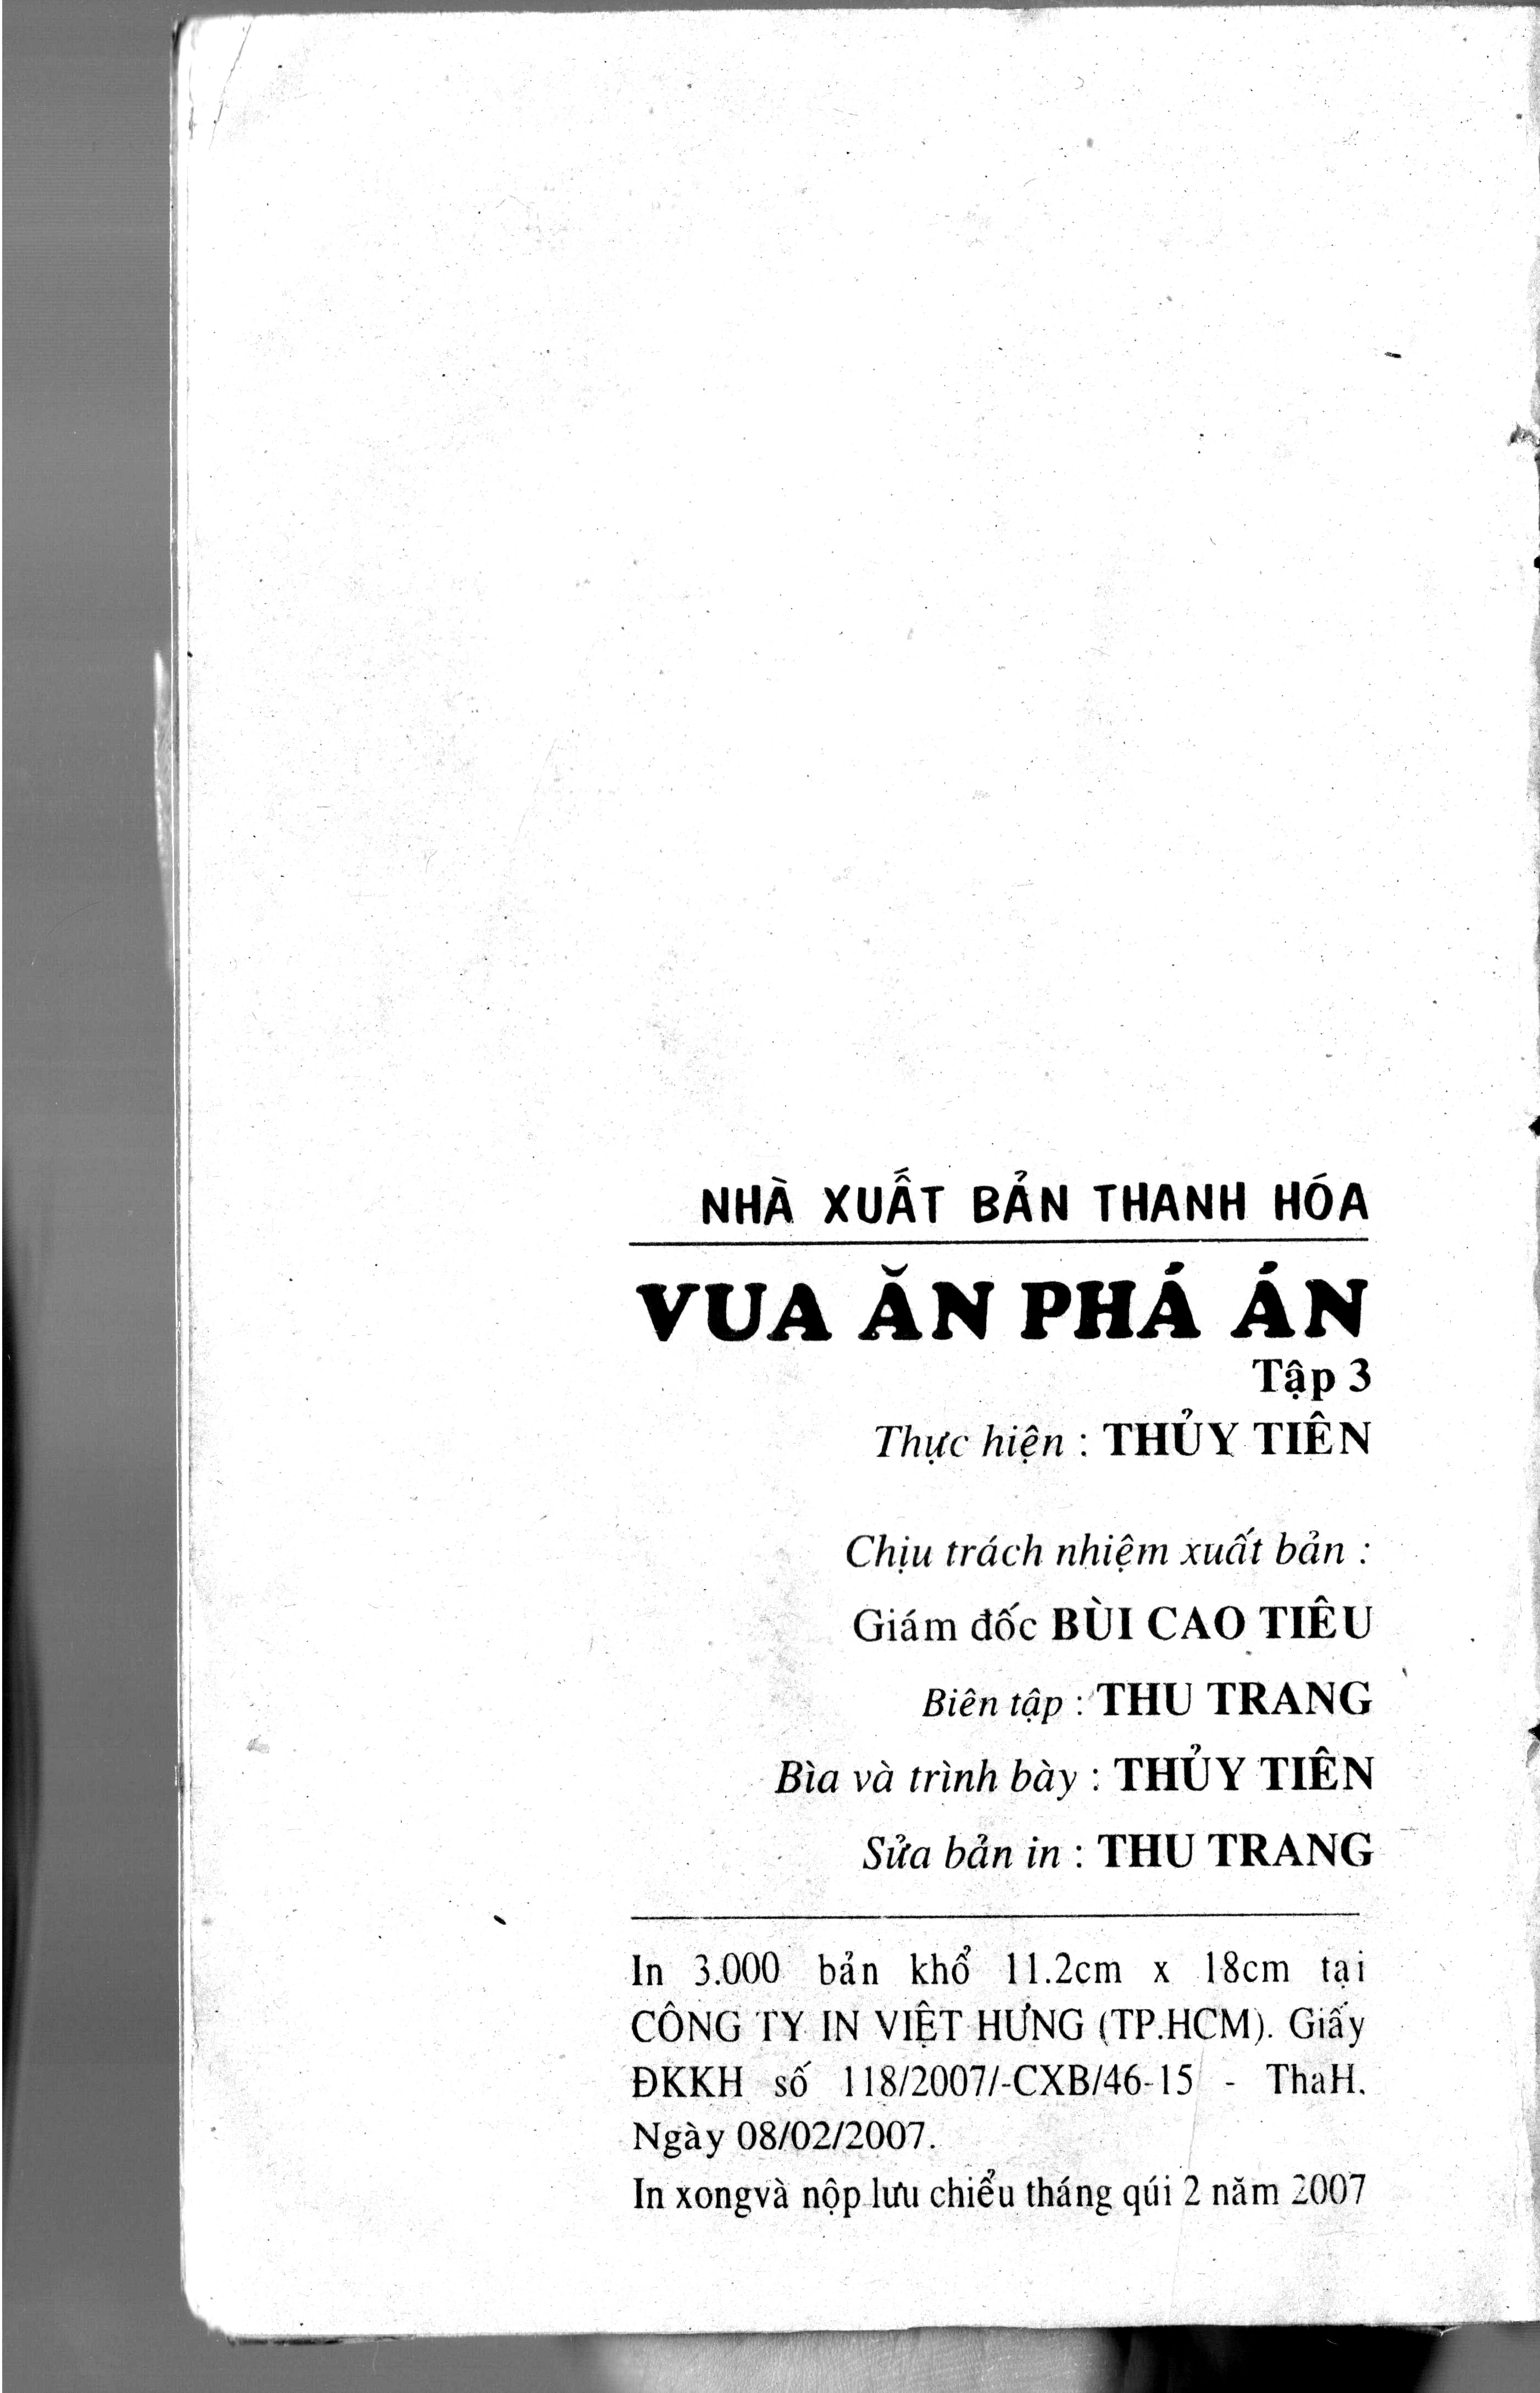 NHÀ XUẤT BẢN THANH HÓA
VUA ĂN PHÁ ÁN
Tập 3
Thực hiện : THỦY TIÊN
Chịu trách nhiệm xuất bản :
Giám đốc BÙI CAO TIÊU
Biên tập : THU TRANG
Bìa và trình bày : THỦY TIÊN
Sửa bản in : THU TRANG
In 3.000 bản khổ 11.2cm x 18cm tại
CÔNG TY IN VIỆT HƯNG (TP.HCM). Giấy
ĐKKH số 118/2007/-CXB/46-15 - ThaH.
Ngày 08/02/2007.
In xongvà nộp lưu chiểu tháng qúi 2 năm 2007